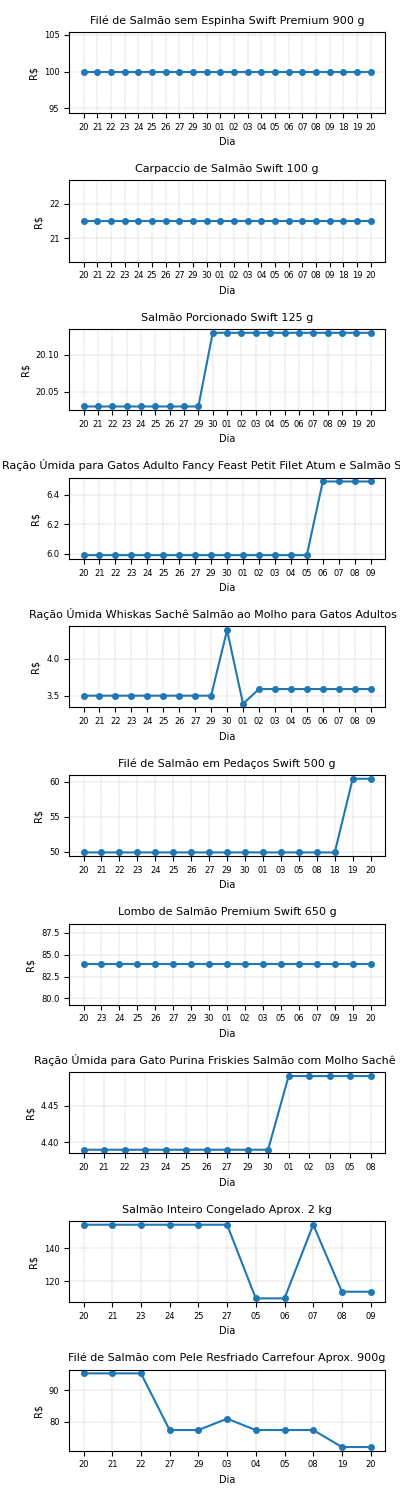 Filé de Salmão sem Espinha Swift Premium 900 g
105
100
95
R$
20 21 22 23 24 25 26 27 29 30 01 02 03 04 05 06 07 08 09 18 19 20
Dia
Carpaccio de Salmão Swift 100 g
22
21
R$
20 21 22 23 24 25 26 27 29 30 01 02 03 04 05 06 07 08 09 18 19 20
Dia
Salmão Porcionado Swift 125 g
20.10
20.05
R$
20 21 22 23 24 25 26 27 29 30 01 02 03 04 05 06 07 08 09 19 20
Dia
Ração Úmida para Gatos Adulto Fancy Feast Petit Filet Atum e Salmão S
6.4
6.2
6.0
R$
20 21 22 23 24 25 26 27 29 30 01 02 03 04 05 06 07 08 09
Dia
Ração Úmida Whiskas Sachê Salmão ao Molho para Gatos Adultos
4.0
3.5
R$
20 21 22 23 24 25 26 27 29 30 01 02 03 04 05 06 07 08 09
Dia
Filé de Salmão em Pedaços Swift 500 g
60
55
50
R$
20 21 22 23 24 25 26 27 29 30 01 03 05 08 18 19 20
Dia
Lombo de Salmão Premium Swift 650 g
87.5
85.0
82.5
80.0
R$
20 23 24 25 26 27 29 30 01 02 03 05 06 07 09 19 20
Dia
Ração Úmida para Gato Purina Friskies Salmão com Molho Sachê
4.45
4.40
R$
20 21 22 23 24 25 26 27 29 30 01 02 03 05 08
Dia
Salmão Inteiro Congelado Aprox. 2 kg
140
120
R$
20 21 23 24 25 27 05 06 07 08 09
Dia
Filé de Salmão com Pele Resfriado Carrefour Aprox. 900g
90
80
R$
20 21 22 27 29 03 04 05 08 19 20
Dia